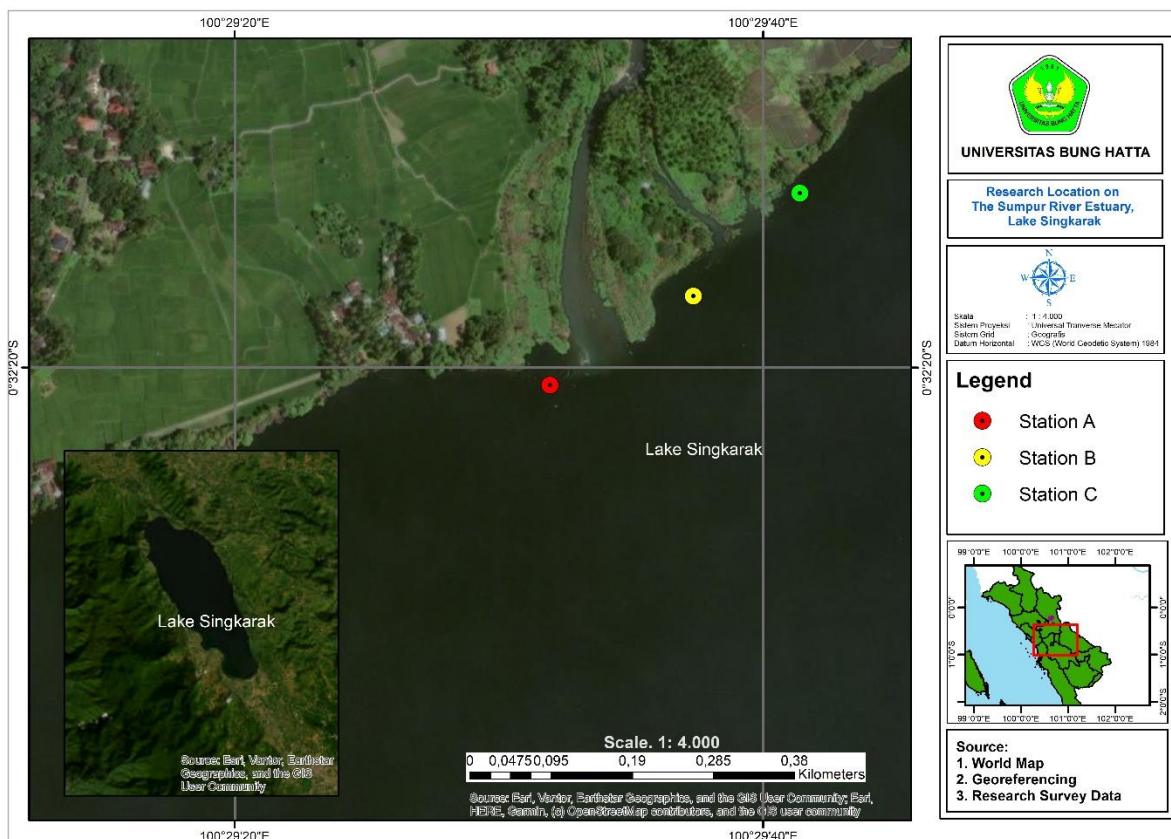 100°29'20"E
100°29'40"E
0°32'20"S
0°32'20"S
Lake Singkarak
Lake Singkarak
Source: Esri, Vantor, Earthstar
Geographics, and the GIS
User Community
Scale. 1: 4.000
0 0,0475 0,095 0,19 0,285 0,38
Kilometers
Source: Esri, Vantor, Earthstar Geographics, and the GIS User Community; Esri,
HERE, Garmin, (c) OpenStreetMap contributors, and the GIS user community
100°29'20"E
100°29'40"E
UNIVERSITAS BUNG HATTA
UNIVERSITAS BUNG HATTA
Research Location on
The Sumpur River Estuary,
Lake Singkarak
N
W E
S
Skala : 1 : 4.000
Sistem Proyeksi : Universal Tranverse Mecator
Sistem Grid : Geografis
Datum Horizontal : WGS (World Geodetic System) 1984
Legend
Station A
Station B
Station C
99°0'0"E 100°0'0"E 101°0'0"E 102°0'0"E
0°0'0"
0°0'0"
1°0'0"S
1°0'0"S
2°0'0"S
99°0'0"E 100°0'0"E 101°0'0"E 102°0'0"E
Source:
1. World Map
2. Georeferencing
3. Research Survey Data